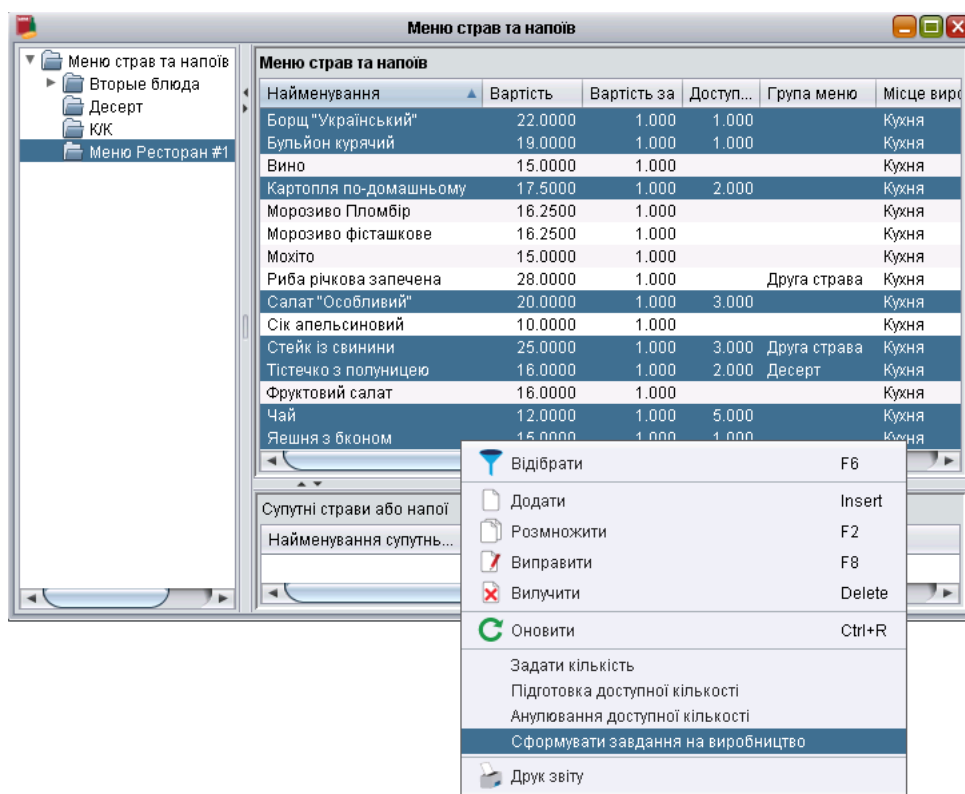 Меню страв та напоїв
Меню страв та напоїв
Вторые блюда
Десерт
К/К
Меню Ресторан #1
Меню страв та напоїв
Найменування Вартість Вартість за Доступ... Група меню Місце виро
Борщ "Український" 22.0000 1.000 1.000 Кухня
Бульйон курячий 19.0000 1.000 1.000 Кухня
Вино 15.0000 1.000 Кухня
Картопля по-домашньому 17.5000 1.000 2.000 Кухня
Морозиво Пломбір 16.2500 1.000 Кухня
Морозиво фісташкове 16.2500 1.000 Кухня
Мохіто 15.0000 1.000 Кухня
Риба річкова запечена 28.0000 1.000 Друга страва Кухня
Салат "Особливий" 20.0000 1.000 3.000 Кухня
Сік апельсиновий 10.0000 1.000 Кухня
Стейк із свинини 25.0000 1.000 3.000 Друга страва Кухня
Тістечко з полуницею 16.0000 1.000 2.000 Десерт Кухня
Фруктовий салат 16.0000 1.000 Кухня
Чай 12.0000 1.000 5.000 Кухня
Яешня з бконом 15.0000 1.000 1.000 Кухня
Супутні страви або напої
Найменування супутнь...
Відібрати F6
Додати Insert
Розмножити F2
Виправити F8
Вилучити Delete
Оновити Ctrl+R
Задати кількість
Підготовка доступної кількості
Анулювання доступної кількості
Сформувати завдання на виробництво
Друк звіту